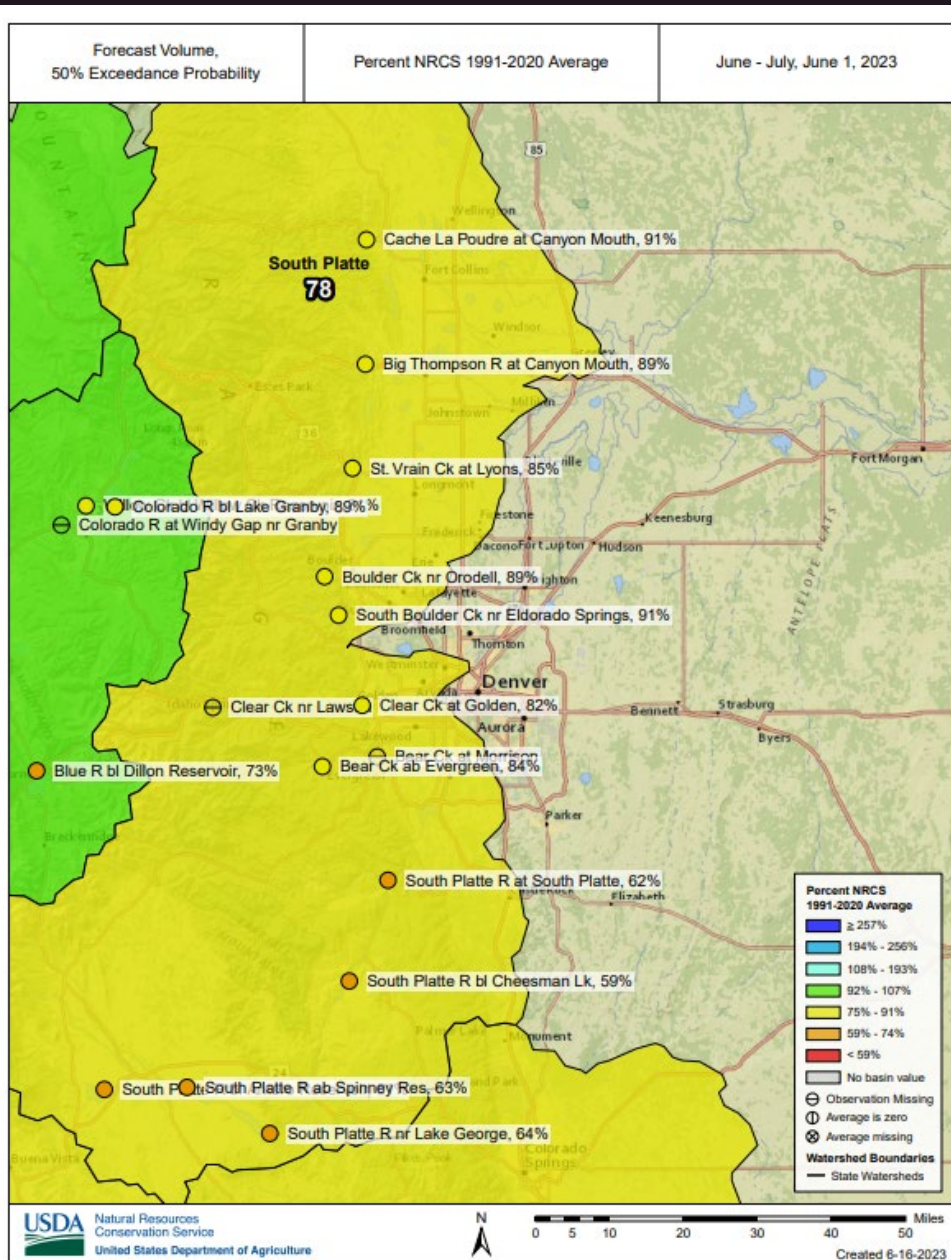 Forecast Volume,
50% Exceedance Probability
Percent NRCS 1991-2020 Average
June - July, June 1, 2023
85
Wellington
Cache La Poudre at Canyon Mouth, 91%
South Platte
78
Fort Collins
Windsor
Big Thompson R at Canyon Mouth, 89%
Estes Park
Johnstown
36
St. Vrain Ck at Lyons, 85%
Fort Morgan
Longmont
Colorado R bl Lake Granby, 89%
Colorado R at Windy Gap nr Granby
Keenesburg
Frederick
Fort Lupton
Hudson
ANTELOPE FLATS
Boulder
Erie
Boulder Ck nr Orodell, 89%
Lafayette
South Boulder Ck nr Eldorado Springs, 91%
Broomfield
Thornton
Westminster
Denver
Clear Ck nr Laws
Clear Ck at Golden, 82%
Bennett
Strasburg
Aurora
Lakewood
Byers
Bear Ck at Morrison
Bear Ck ab Evergreen, 84%
Blue R bl Dillon Reservoir, 73%
Parker
Breckenridge
South Platte R at South Platte, 62%
Elizabeth
South Platte R bl Cheesman Lk, 59%
Palmer Lake
Monument
24
South Platte R ab Spinney Res, 63%
South Platte R nr Lake George, 64%
Buena Vista
Pikes Peak
Colorado
Springs
Percent NRCS
1991-2020 Average
≥ 257%
194% - 256%
108% - 193%
92% - 107%
75% - 91%
59% - 74%
< 59%
No basin value
Observation Missing
Average is zero
Average missing
Watershed Boundaries
State Watersheds
USDA
Natural Resources
Conservation Service
United States Department of Agriculture
N
Miles
0 5 10 20 30 40 50
Created 6-16-2023